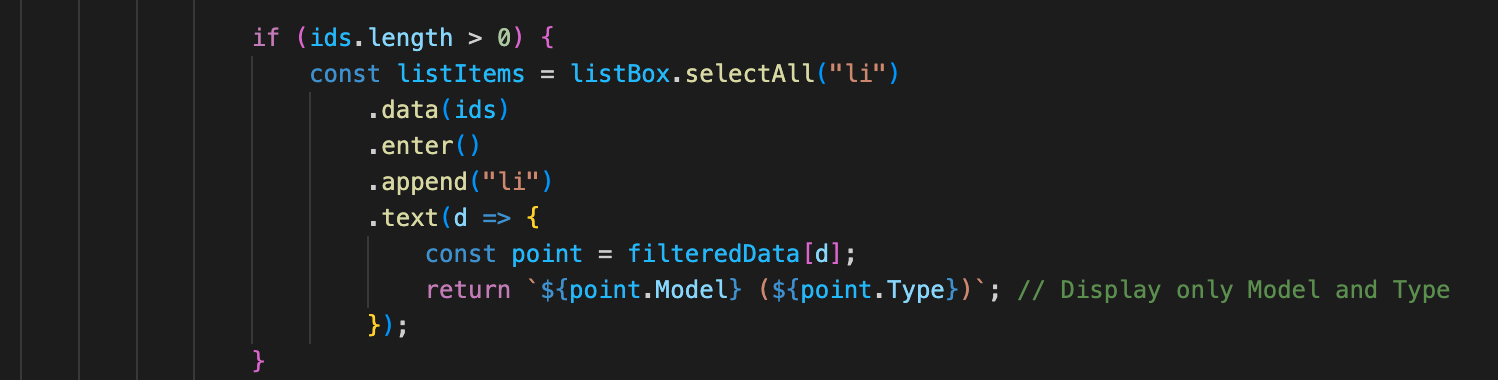 if (ids.length > 0) {
const listItems = listBox.selectAll("li")
.data(ids)
.enter()
.append("li")
.text(d => {
const point = filteredData[d];
return `${point.Model} (${point.Type})`; // Display only Model and Type
});
}